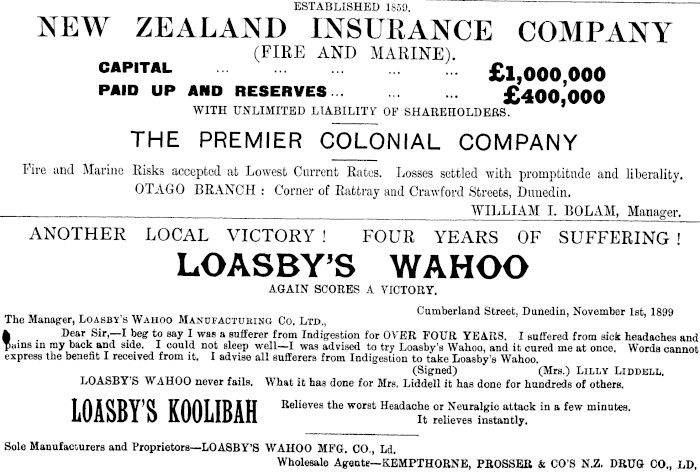 ESTABLISHED 1859.
NEW ZEALAND INSURANCE COMPANY
(FIRE AND MARINE).
CAPITAL ... ... ... ... ... £1,000,000
PAID UP AND RESERVES... ... ... ... £400,000
WITH UNLIMITED LIABILITY OF SHAREHOLDERS.
THE PREMIER COLONIAL COMPANY
Fire and Marine Risks accepted at Lowest Current Rates. Losses settled with promptitude and liberality.
OTAGO BRANCH: Corner of Rattray and Crawford Streets, Dunedin.
WILLIAM I. BOLAM, Manager.
ANOTHER LOCAL VICTORY! FOUR YEARS OF SUFFERING!
LOASBY'S WAHOO
AGAIN SCORES A VICTORY.
Cumberland Street, Dunedin, November 1st, 1899
The Manager, LOASBY'S WAHOO MANUFACTURING CO. LTD.,
Dear Sir,—I beg to say I was a sufferer from Indigestion for OVER FOUR YEARS. I suffered from sick headaches and
pains in my back and side. I could not sleep well—I was advised to try Loasby's Wahoo, and it cured me at once. Words cannot
express the benefit I received from it. I advise all sufferers from Indigestion to take Loasby's Wahoo.
(Signed) (Mrs.) LILLY LIDDELL.
LOASBY'S WAHOO never fails. What it has done for Mrs. Liddell it has done for hundreds of others.
LOASBY'S KOOLIBAH Relieves the worst Headache or Neuralgic attack in a few minutes.
It relieves instantly.
Sole Manufacturers and Proprietors—LOASBY'S WAHOO MFG. CO., Ld.
Wholesale Agents—KEMPTHORNE, PROSSER & CO'S N.Z. DRUG CO., LD.